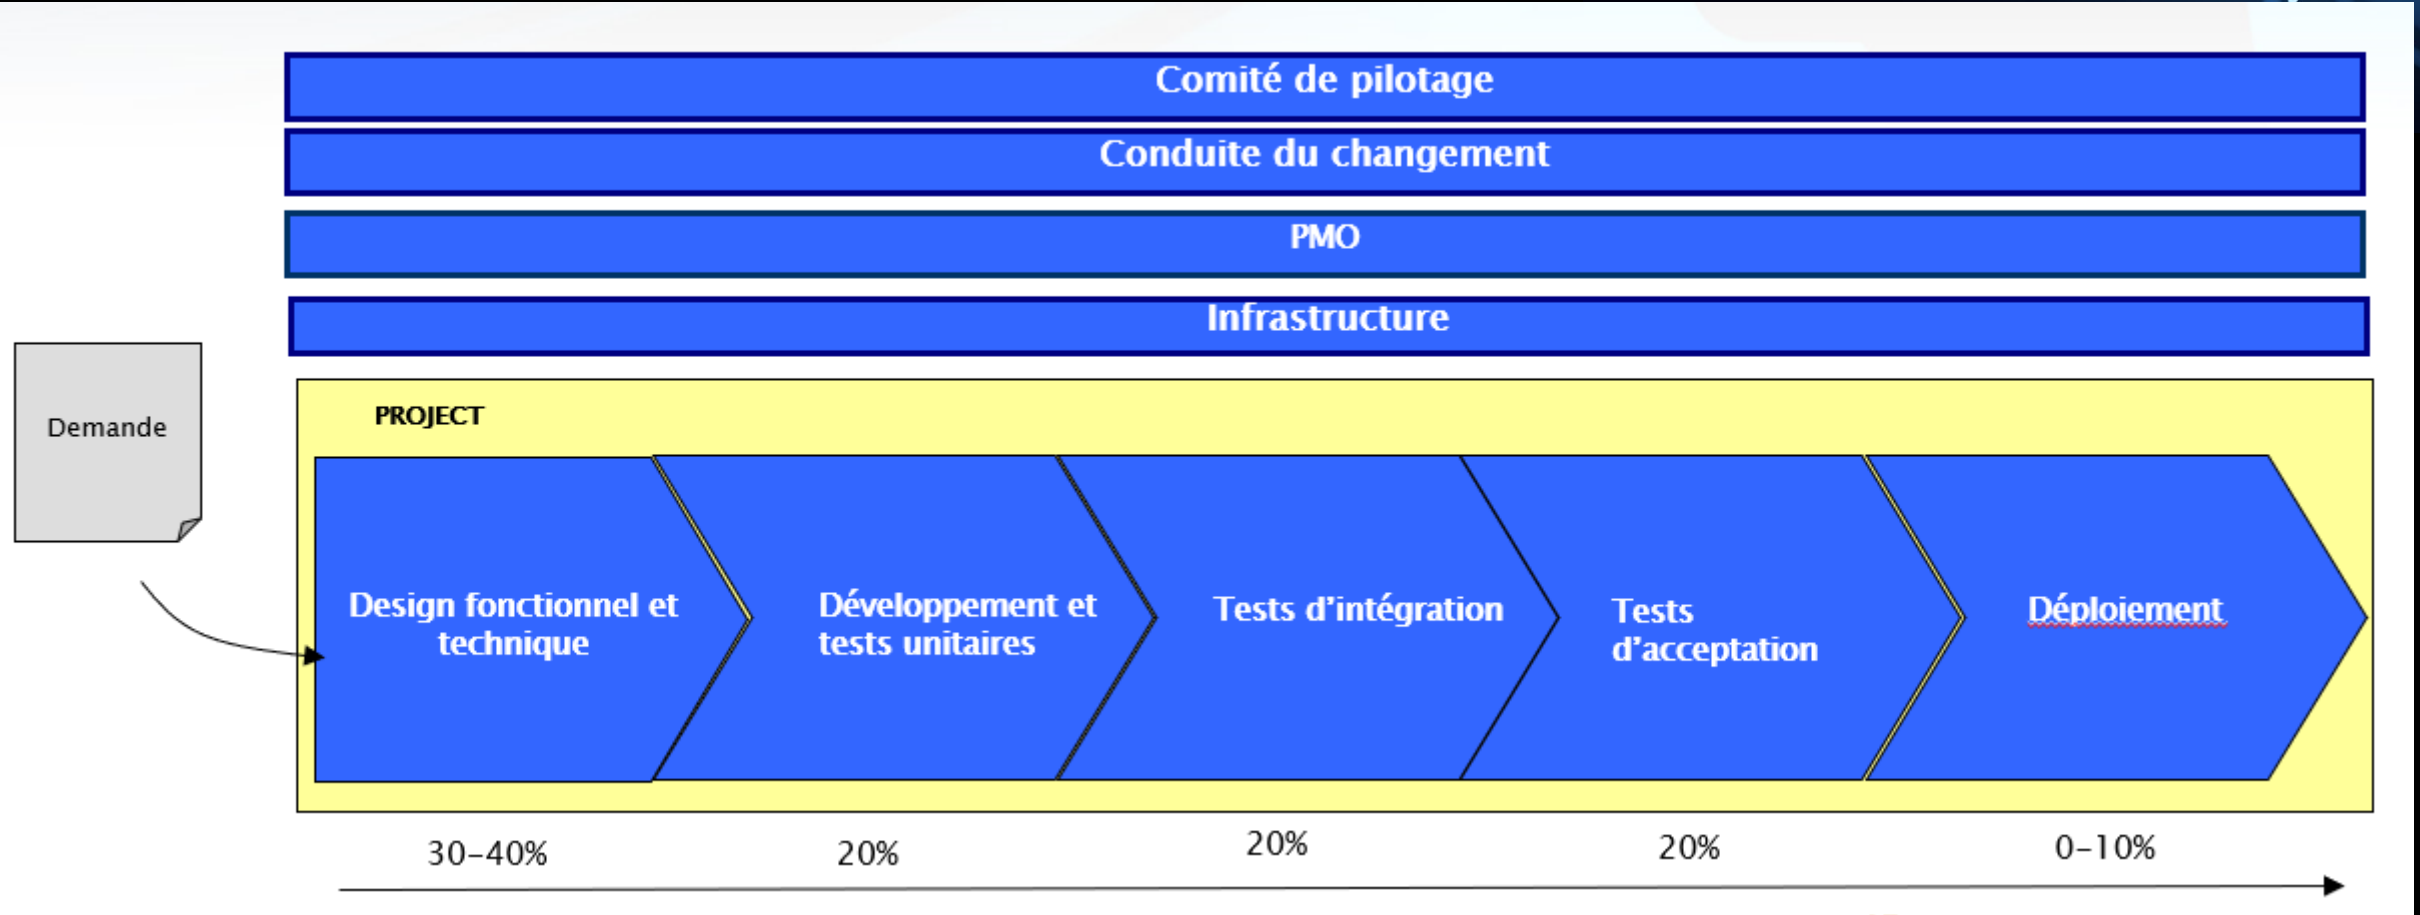 Comité de pilotage
Conduite du changement
PMO
Infrastructure
Demande
PROJECT
Design fonctionnel et
technique
Développement et
tests unitaires
Tests d’intégration
Tests
d’acceptation
Déploiement
30-40%
20%
20%
20%
0-10%